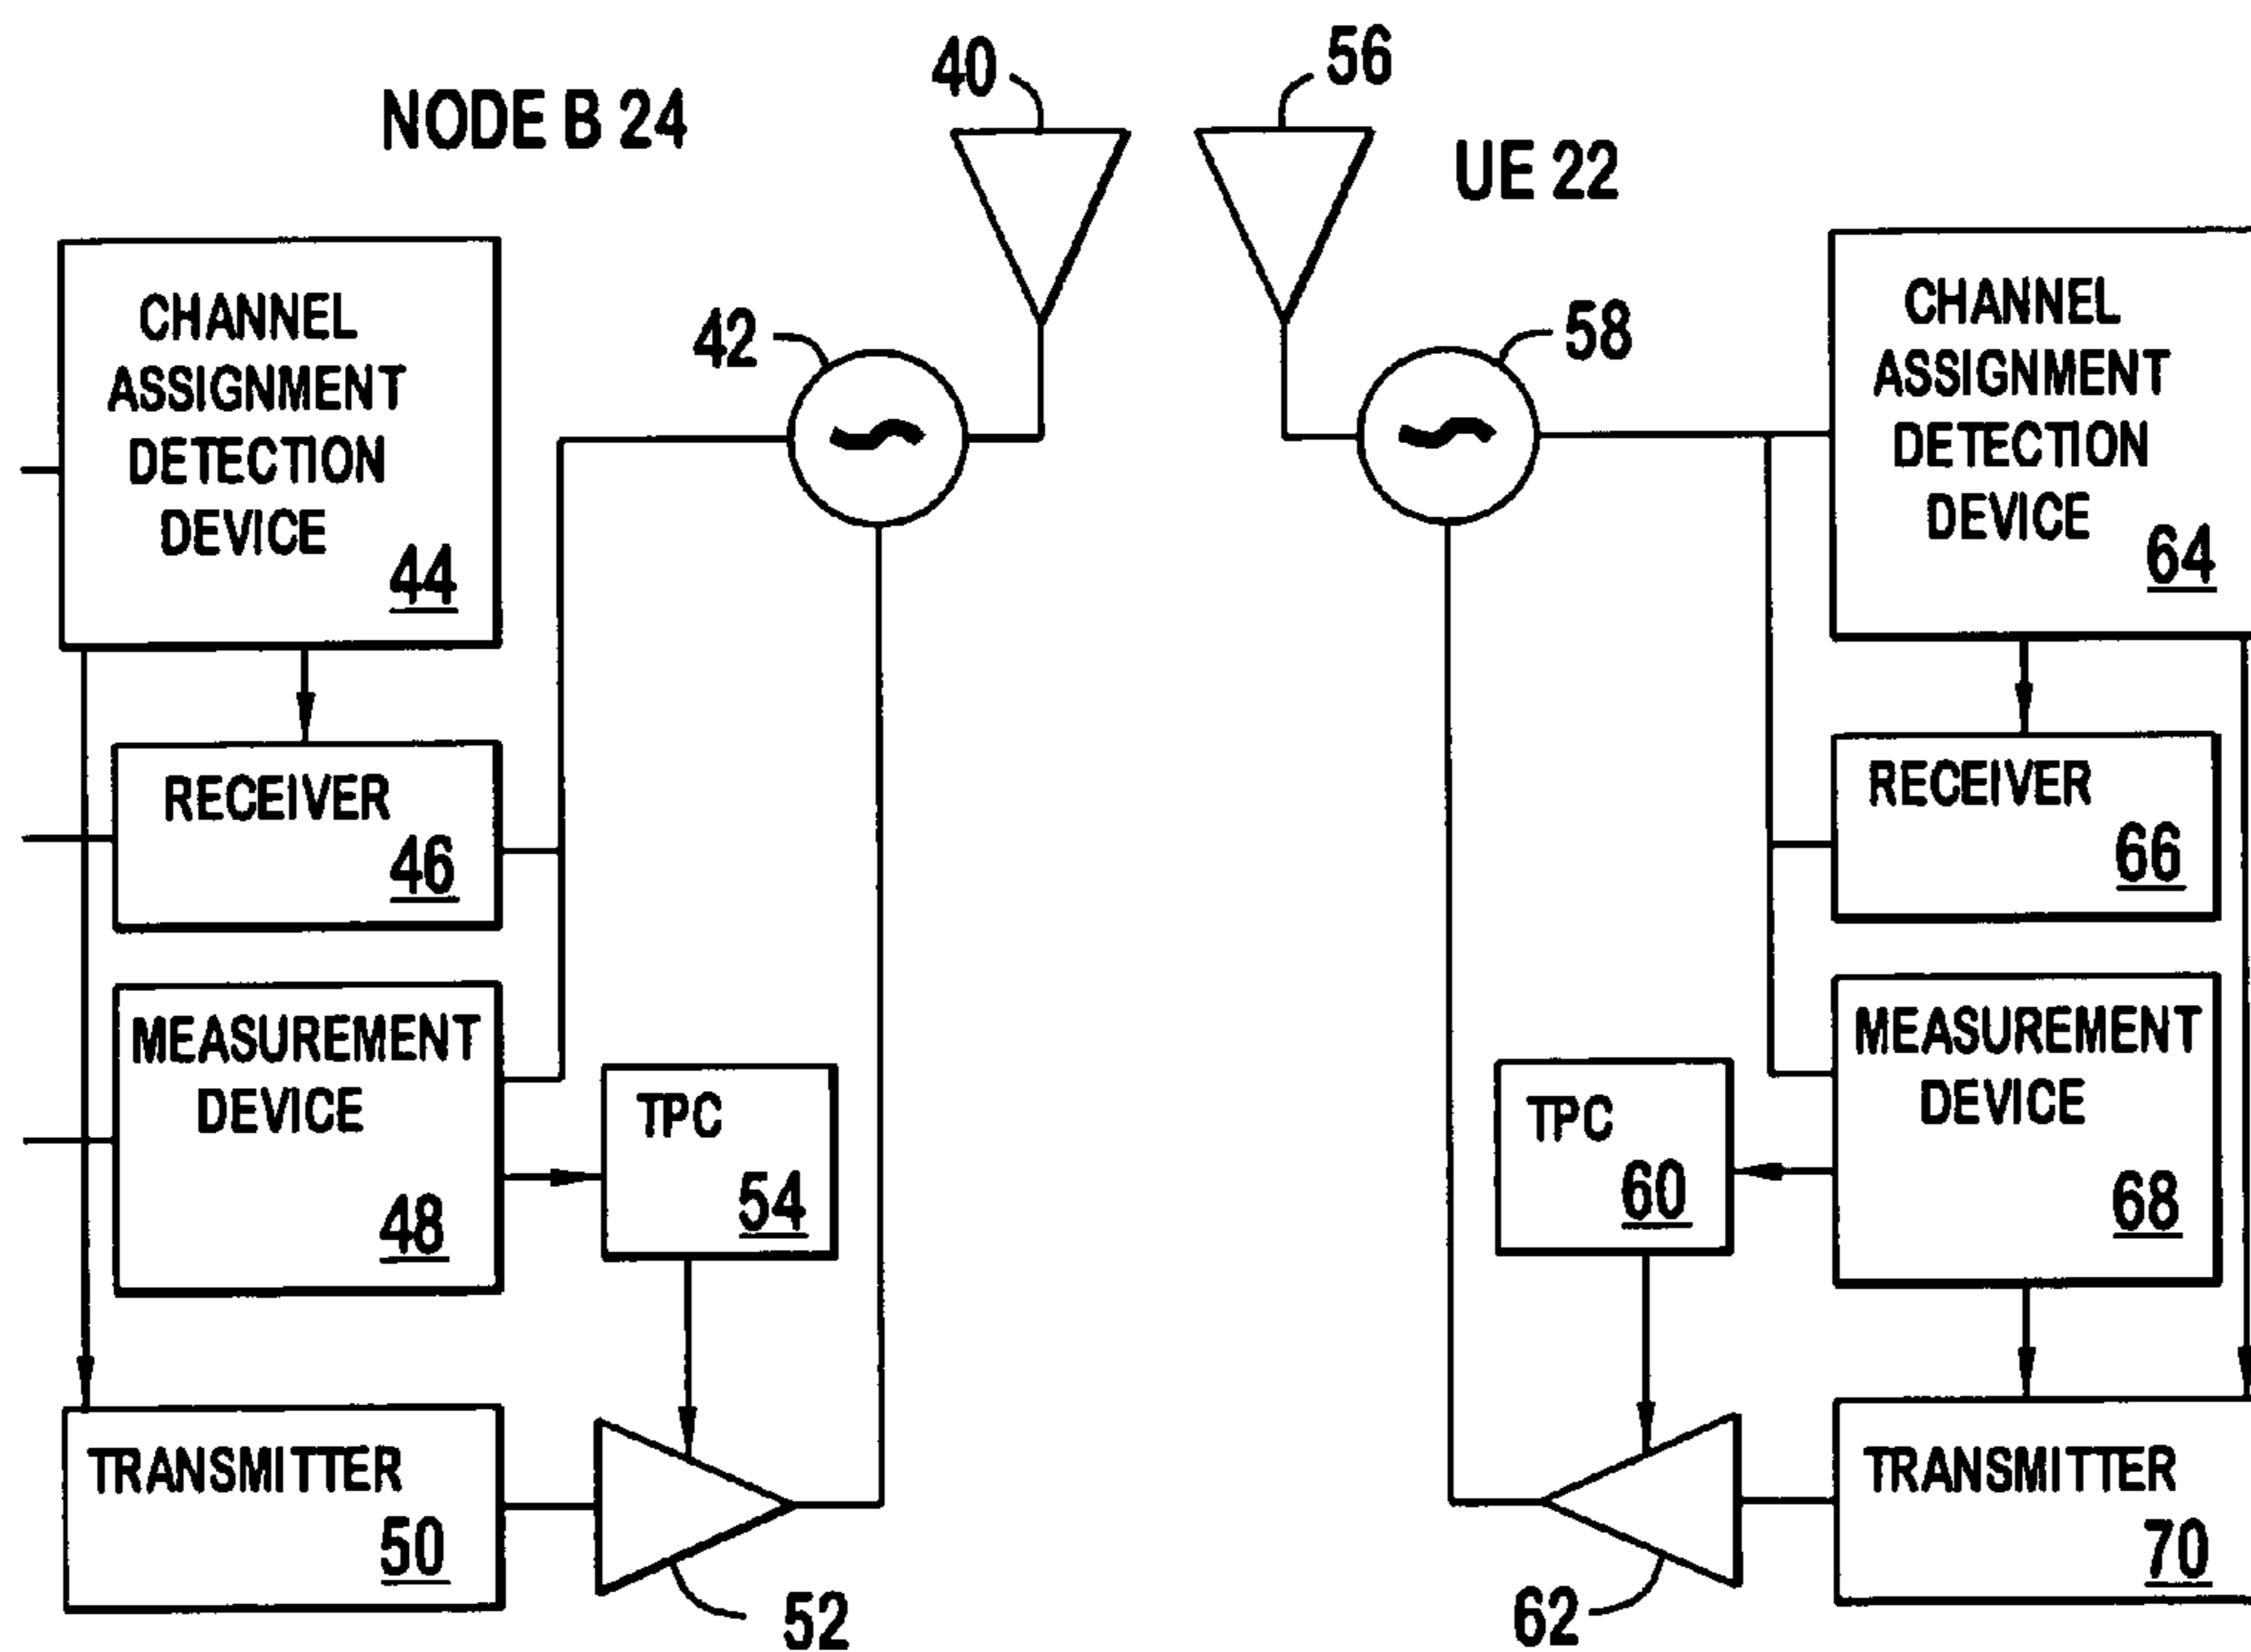 NODE B 24
40
56
UE 22
CHANNEL
ASSIGNMENT
DETECTION
DEVICE
44
42
58
CHANNEL
ASSIGNMENT
DETECTION
DEVICE
64
RECEIVER
46
RECEIVER
66
MEASUREMENT
DEVICE
48
TPC
54
TPC
60
MEASUREMENT
DEVICE
68
TRANSMITTER
50
52
62
TRANSMITTER
70